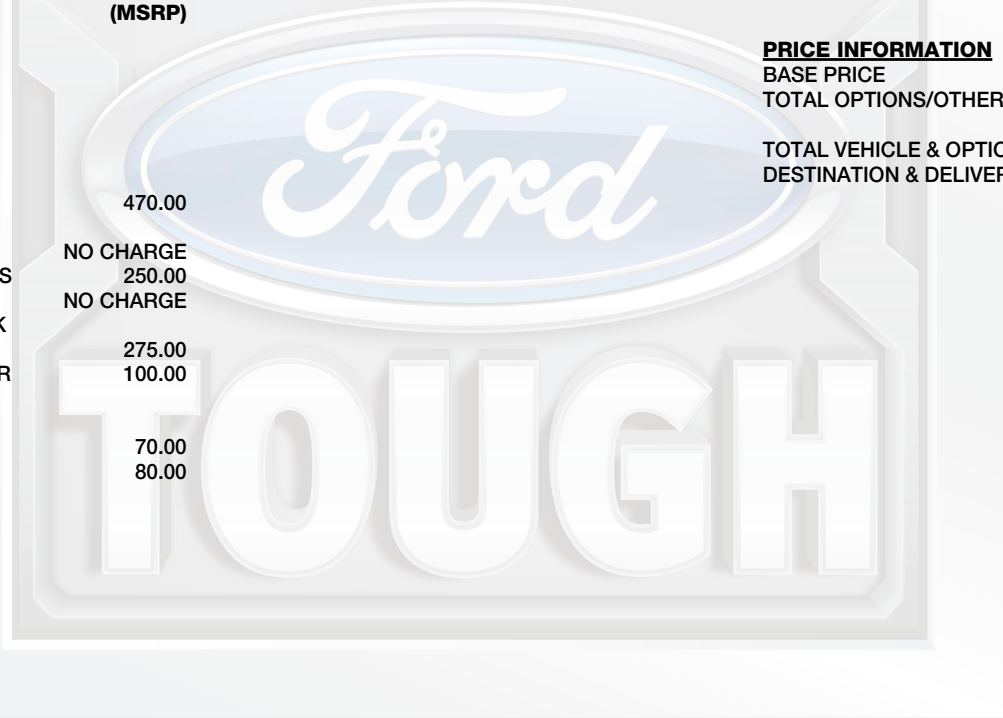 (MSRP)
PRICE INFORMATION
BASE PRICE
TOTAL OPTIONS/OTHER
TOTAL VEHICLE & OPTIO
DESTINATION & DELIVER
470.00
NO CHARGE
S 250.00
NO CHARGE
K
275.00
R 100.00
70.00
80.00
Ford
TOUGH